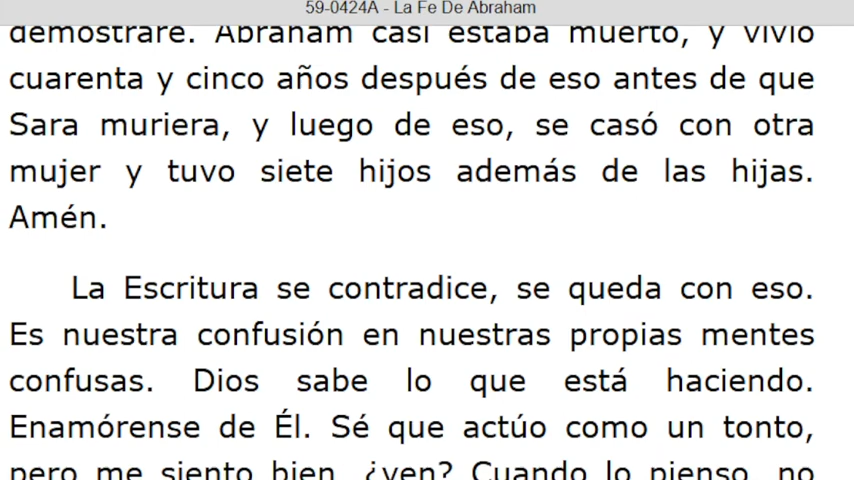 59-0424A - La Fe De Abraham
demostraré. Abraham casi estaba muerto, y vivió
cuarenta y cinco años después de eso antes de que
Sara muriera, y luego de eso, se casó con otra
mujer y tuvo siete hijos además de las hijas.
Amén.
La Escritura se contradice, se queda con eso.
Es nuestra confusión en nuestras propias mentes
confusas. Dios sabe lo que está haciendo.
Enamórense de Él. Sé que actúo como un tonto,
pero me siento bien, ¿ven? Cuando lo pienso, no